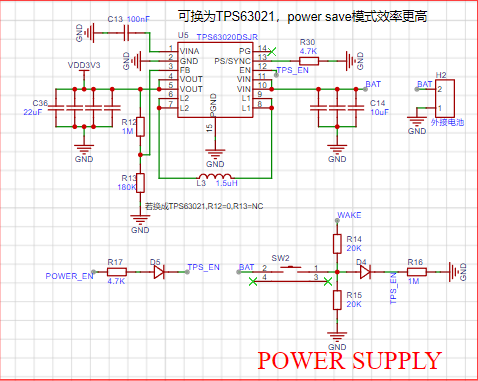 可换为TPS63021，power save模式效率更高
C13 100nF
GND
U5
TPS63020DSJR
VINA
GND
FB
VOUT
VOUT
L2
L2
PG
PS/SYNC
EN
VIN
VIN
L1
L1
PGND
1
2
3
4
5
6
7
14
13
12
11
10
9
8
15
GND
R30
4.7K
GND
TPS_EN
VDD3V3
GND
C36
22uF
GND
R12
1M
R13
180K
GND
GND
L3 1.5uH
BAT
C14
10uF
GND
BAT
H2
2
1
GND
外接电池
若换成TPS63021,R12=0,R13=NC
WAKE
R14
20K
POWER_EN
R17
4.7K
D5
TPS_EN
BAT
SW2
2
1
4
3
D4
TPS_EN
R16
1M
GND
R15
20K
GND
POWER SUPPLY